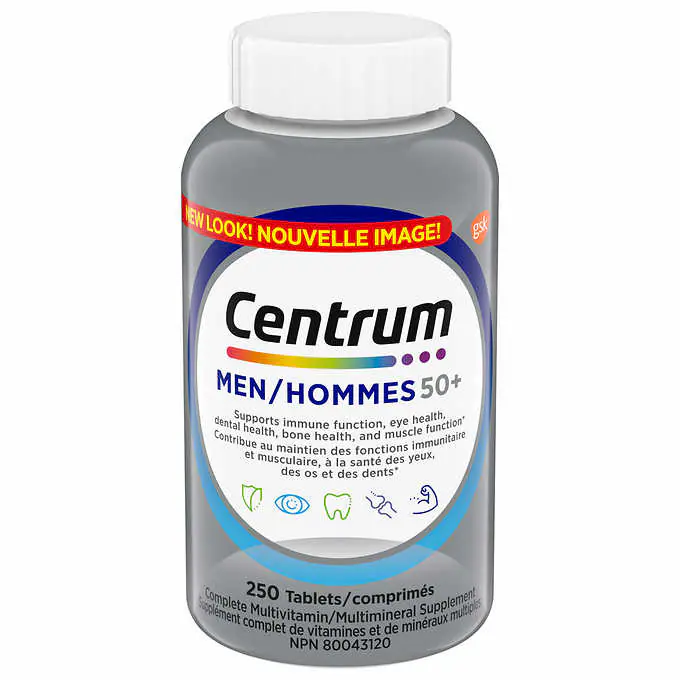 NEW LOOK! NOUVELLE IMAGE!
gsk
Centrum
MEN/HOMMES 50+
Supports immune function, eye health,
dental health, bone health, and muscle function*
Contribue au maintien des fonctions immunitaire
et musculaire, à la santé des yeux,
des os et des dents*
250 Tablets/comprimés
Complete Multivitamin/Multimineral Supplement
Supplément complet de vitamines et de minéraux multiples
NPN 80043120